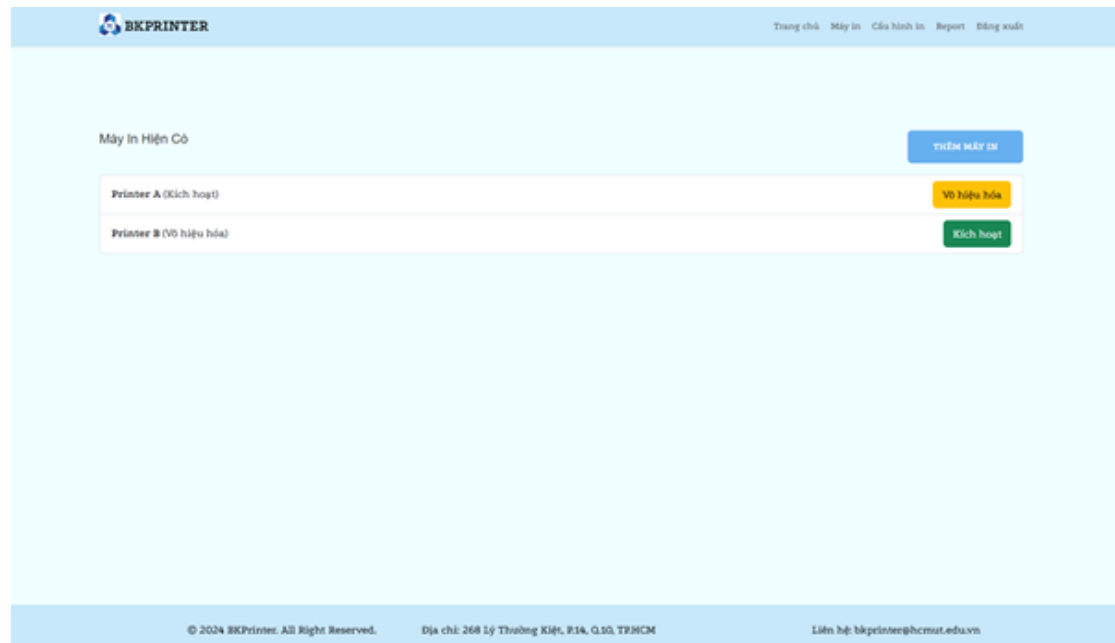 BKPRINTER
Trang chủ Máy in Cấu hình in Report Đăng xuất
Máy In Hiện Có
THÊM MÁY IN
Printer A (Kích hoạt)
Vô hiệu hóa
Printer B (Vô hiệu hóa)
Kích hoạt
© 2024 BKPrinter. All Right Reserved.
Địa chỉ: 268 Lý Thường Kiệt, P.14, Q.10, TP.HCM
Liên hệ: bkprinter@hcmut.edu.vn